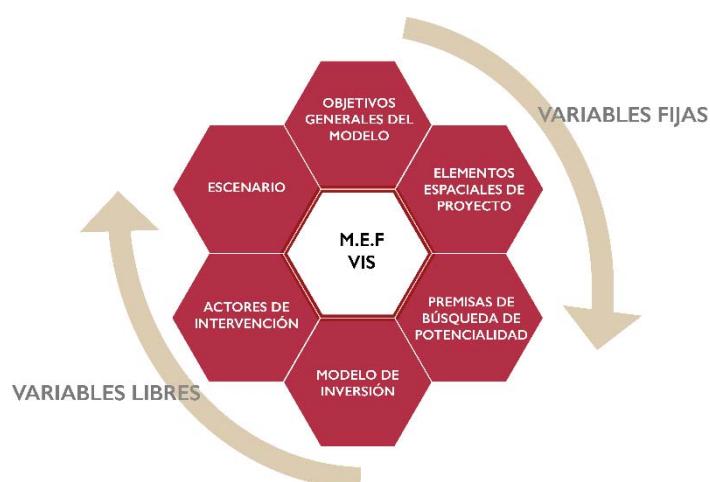 OBJETIVOS
GENERALES DEL
MODELO
VARIABLES FIJAS
ELEMENTOS
ESPACIALES DE
PROYECTO
ESCENARIO
M.E.F
VIS
PREMISAS DE
BÚSQUEDA DE
POTENCIALIDAD
ACTORES DE
INTERVENCIÓN
MODELO DE
INVERSIÓN
VARIABLES LIBRES